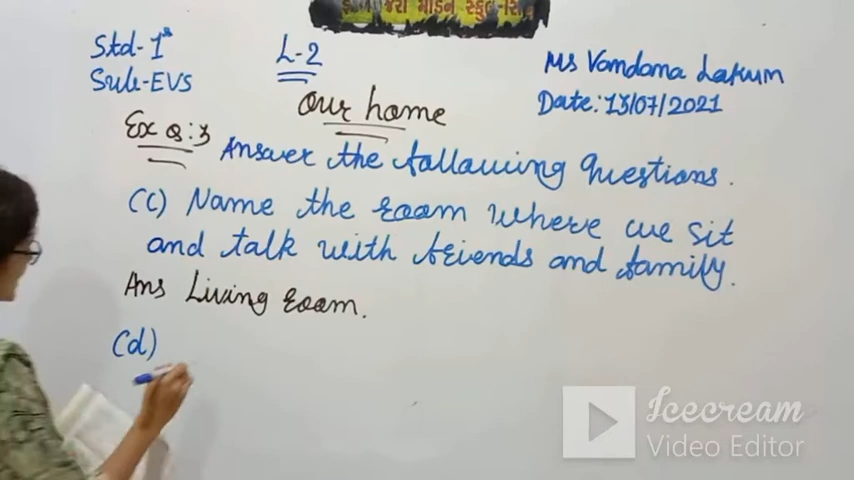 મોડર્ન સ્કુલ
Std-1st
Sub-EVS
L-2
Ms Vandana Lakum
Date:13/07/2021
Our home
Ex Q:3 Answer the following Questions.
(c) Name the room where we sit
and talk with friends and family.
Ans Living room.
(d)
Icecream
Video Editor